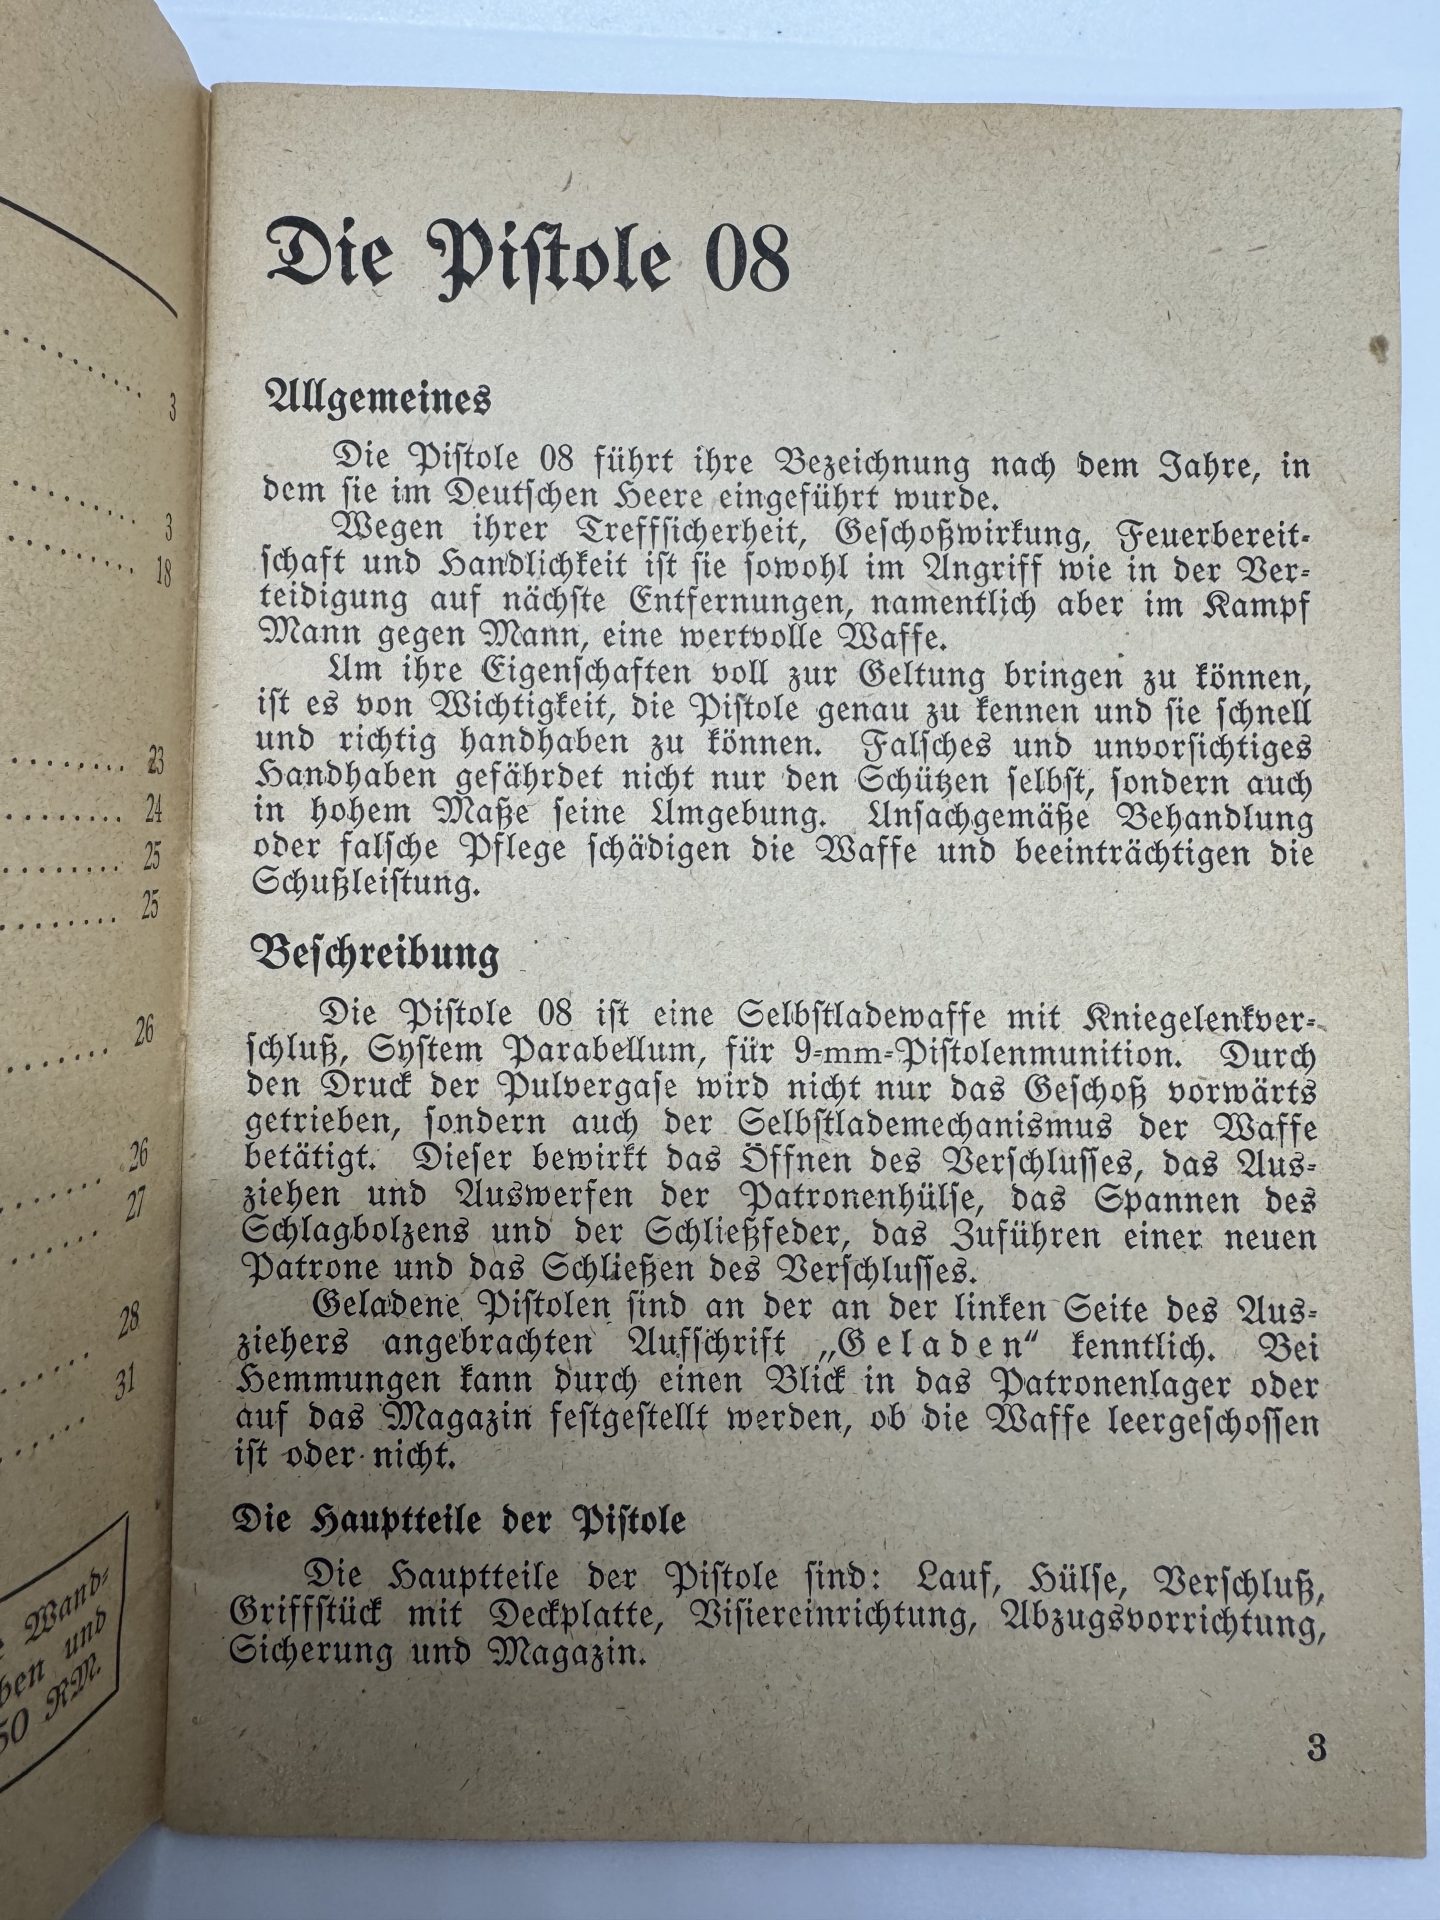 3
3
18
23
24
25
25
26
26
27
28
31
Wand-
und
50 RM.
Die Pistole 08
Allgemeines
Die Pistole 08 führt ihre Bezeichnung nach dem Jahre, in
dem sie im Deutschen Heere eingeführt wurde.
Wegen ihrer Treffsicherheit, Geschoßwirkung, Feuerbereit-
schaft und Handlichkeit ist sie sowohl im Angriff wie in der Ver-
teidigung auf nächste Entfernungen, namentlich aber im Kampf
Mann gegen Mann, eine wertvolle Waffe.
Um ihre Eigenschaften voll zur Geltung bringen zu können,
ist es von Wichtigkeit, die Pistole genau zu kennen und sie schnell
und richtig handhaben zu können. Falsches und unvorsichtiges
Handhaben gefährdet nicht nur den Schützen selbst, sondern auch
in hohem Maße seine Umgebung. Unsachgemäße Behandlung
oder falsche Pflege schädigen die Waffe und beeinträchtigen die
Schußleistung.
Beschreibung
Die Pistole 08 ist eine Selbstladewaffe mit Kniegelenkver-
schluß, System Parabellum, für 9-mm-Pistolenmunition. Durch
den Druck der Pulvergase wird nicht nur das Geschoß vorwärts
getrieben, sondern auch der Selbstlademechanismus der Waffe
betätigt. Dieser bewirkt das Öffnen des Verschlusses, das Aus-
ziehen und Auswerfen der Patronenhülse, das Spannen des
Schlagbolzens und der Schließfeder, das Zuführen einer neuen
Patrone und das Schließen des Verschlusses.
Geladene Pistolen sind an der an der linken Seite des Aus-
ziehers angebrachten Aufschrift „Geladen“ kenntlich. Bei
Hemmungen kann durch einen Blick in das Patronenlager oder
auf das Magazin festgestellt werden, ob die Waffe leergeschossen
ist oder nicht.
Die Hauptteile der Pistole
Die Hauptteile der Pistole sind: Lauf, Hülse, Verschluß,
Griffstück mit Deckplatte, Visiereinrichtung, Abzugsvorrichtung,
Sicherung und Magazin.
3